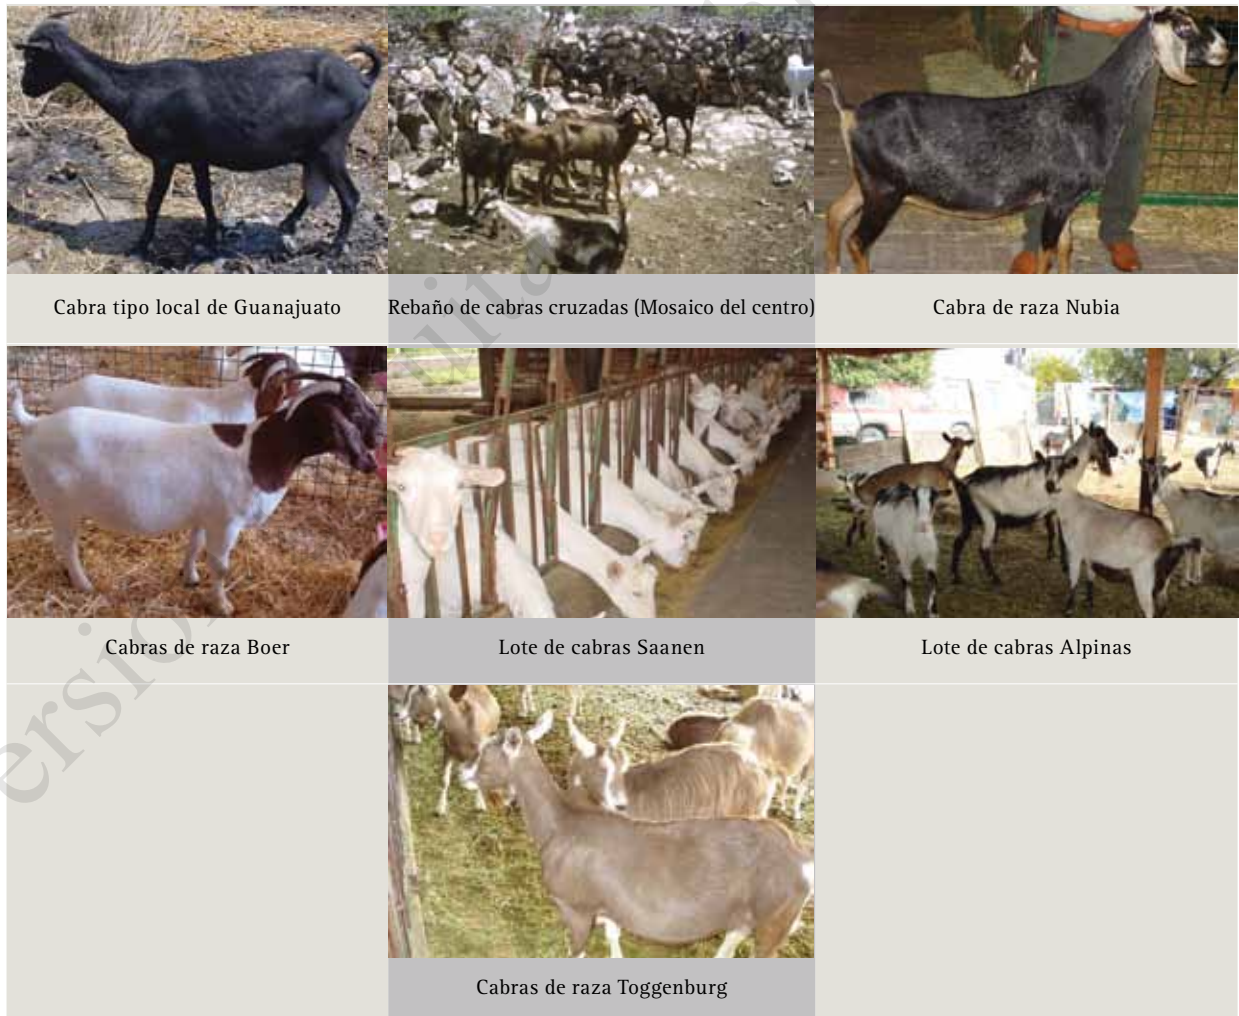 Cabra tipo local de Guanajuato
Rebaño de cabras cruzadas (Mosaico del centro)
Cabra de raza Nubia
Cabras de raza Boer
Lote de cabras Saanen
Lote de cabras Alpinas
Cabras de raza Toggenburg